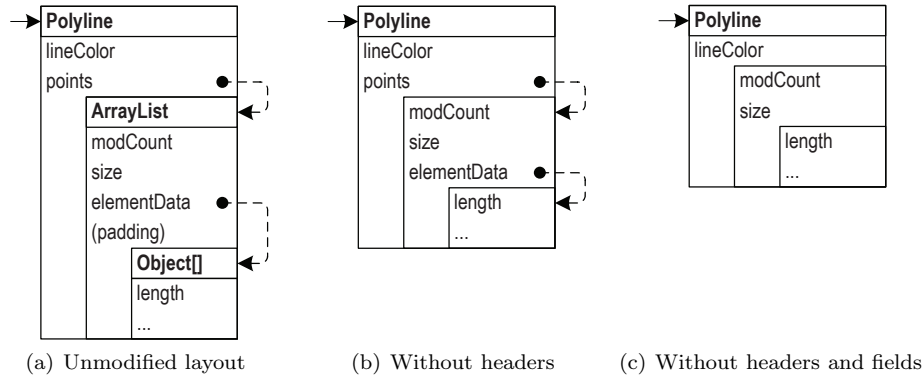 Polyline
lineColor
points
ArrayList
modCount
size
elementData
(padding)
Object[]
length
...
(a) Unmodified layout
Polyline
lineColor
points
modCount
size
elementData
length
...
(b) Without headers
Polyline
lineColor
modCount
size
length
...
(c) Without headers and fields